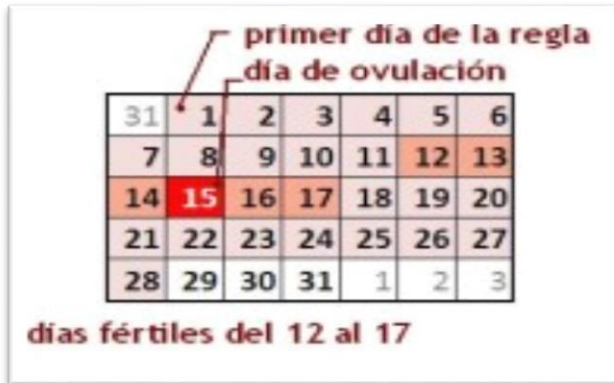 primer día de la regla
día de ovulación
31 1 2 3 4 5 6
7 8 9 10 11 12 13
14 15 16 17 18 19 20
21 22 23 24 25 26 27
28 29 30 31 1 2 3
días fértiles del 12 al 17